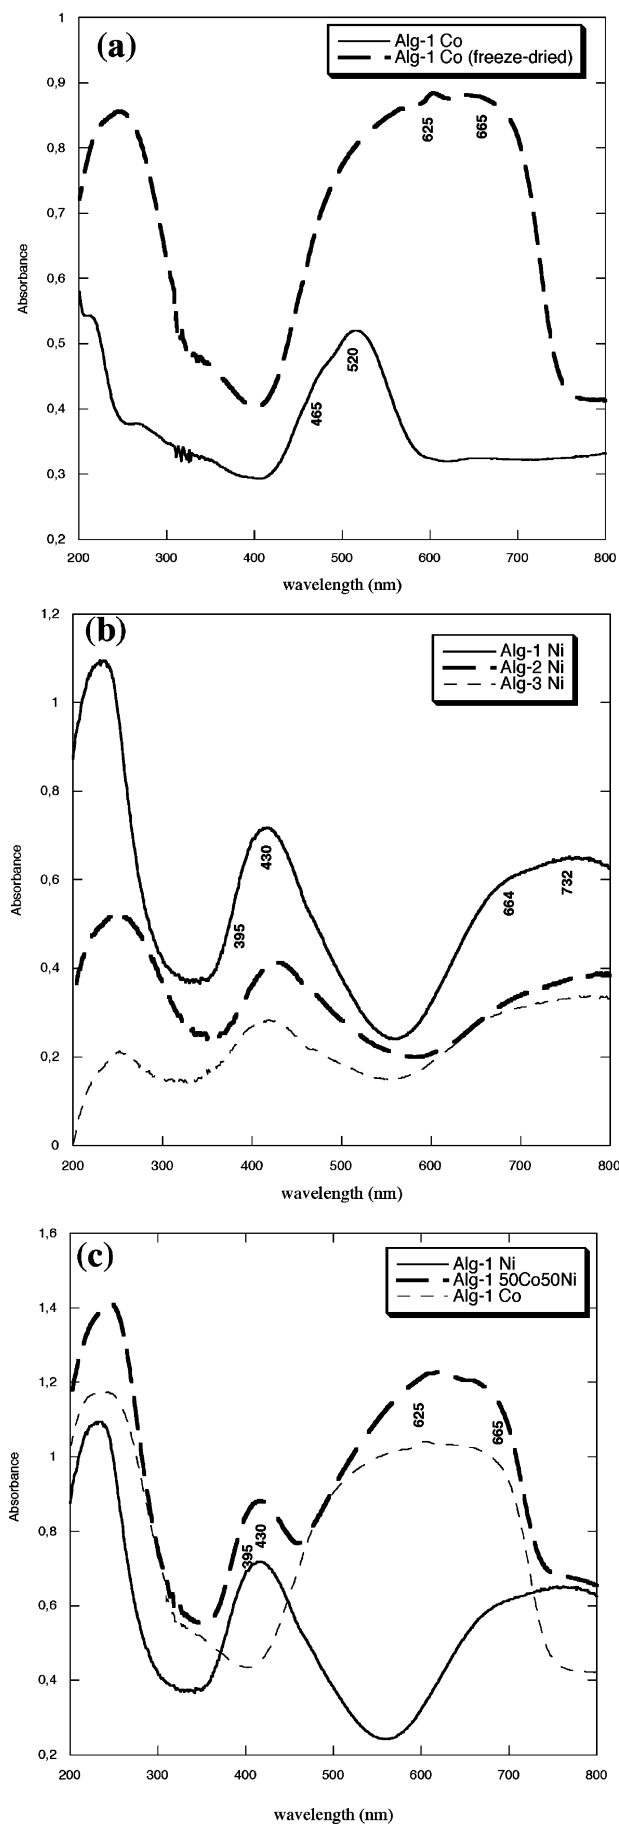 (a)
Alg-1 Co
Alg-1 Co (freeze-dried)
1
0,9
0,8
0,7
0,6
0,5
0,4
0,3
0,2
Absorbance
625
665
465
520
200 300 400 500 600 700 800
wavelength (nm)
(b)
Alg-1 Ni
Alg-2 Ni
Alg-3 Ni
1,2
1
0,8
0,6
0,4
0,2
0
Absorbance
395
430
664
732
200 300 400 500 600 700 800
wavelength (nm)
(c)
Alg-1 Ni
Alg-1 50Co50Ni
Alg-1 Co
1,6
1,4
1,2
1
0,8
0,6
0,4
0,2
Absorbance
395
430
625
665
200 300 400 500 600 700 800
wavelength (nm)